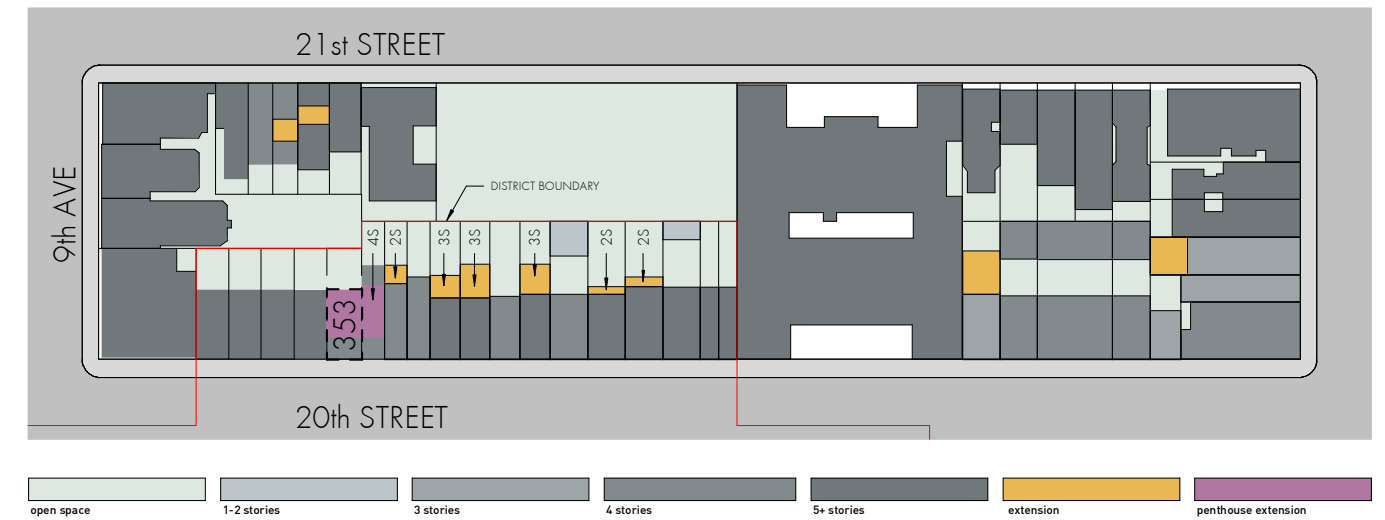 21st STREET
9th AVE
DISTRICT BOUNDARY
4S
2S
3S
3S
3S
2S
2S
353
20th STREET
open space
1-2 stories
3 stories
4 stories
5+ stories
extension
penthouse extension